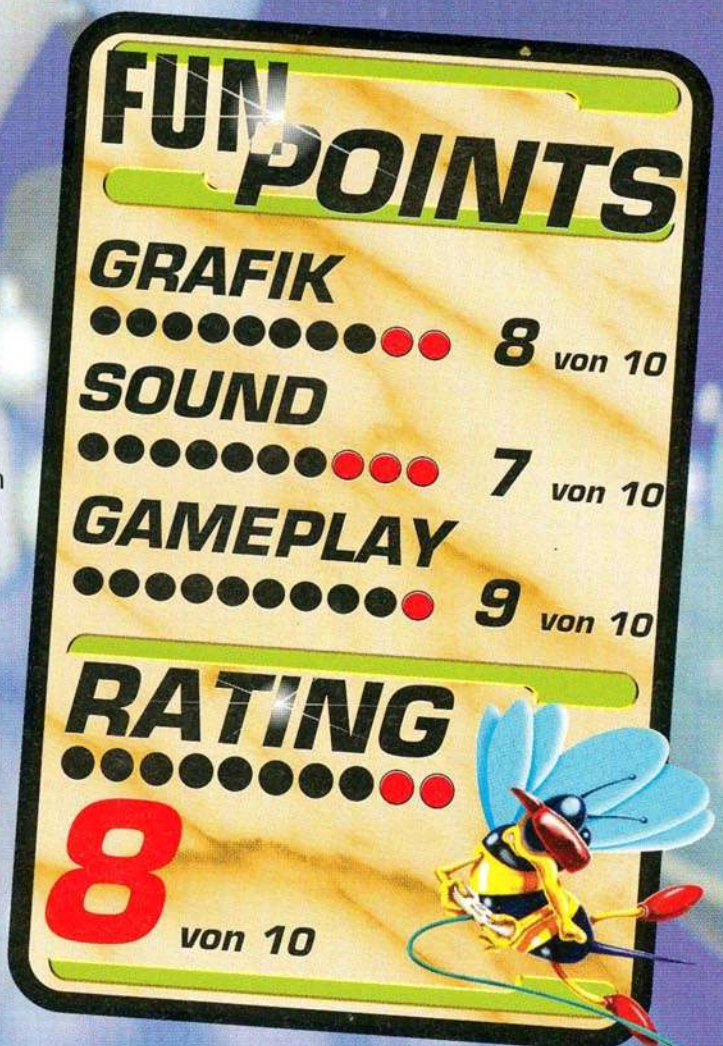 FUN
POINTS
GRAFIK
8 von 10
SOUND
7 von 10
n
GAMEPLAY
9 von 10
RATING
8 von 10